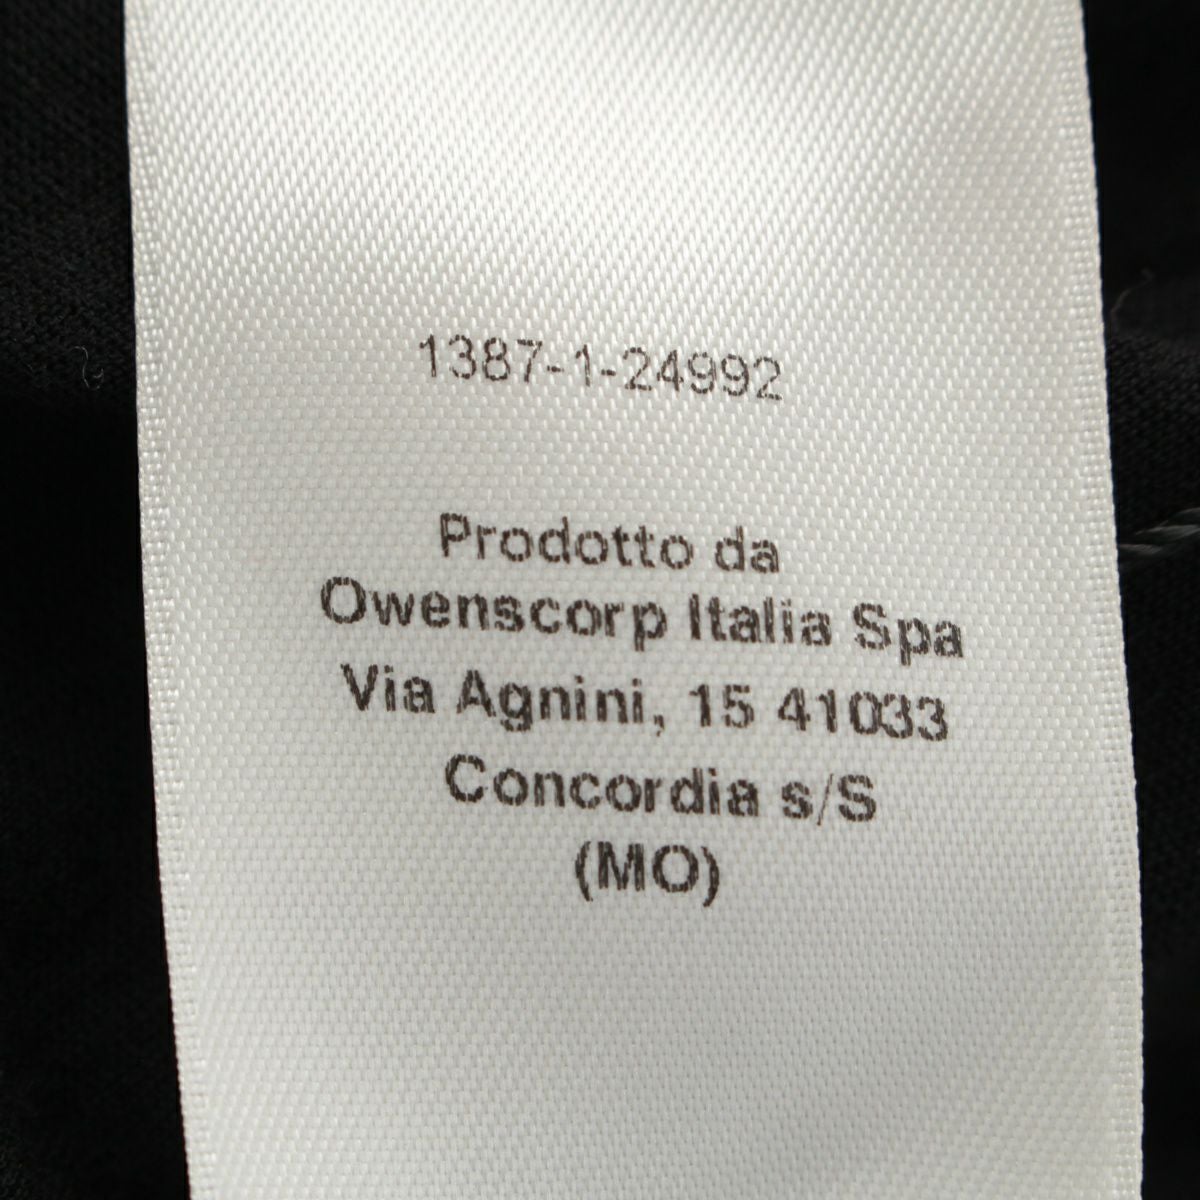 1387-1-24992
Prodotto da
Owenscorp Italia Spa
Via Agnini, 15 41033
Concordia s/S
(MO)